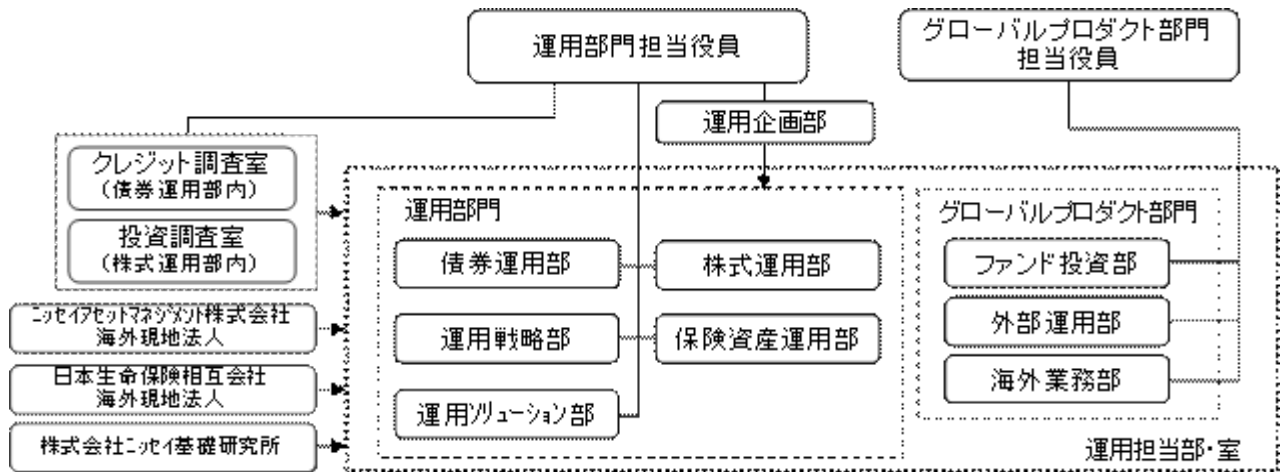 運用部門担当役員
グローバルプロダクト部門
担当役員
運用企画部
クレジット調査室
（債券運用部内）
投資調査室
（株式運用部内）
運用部門
グローバルプロダクト部門
債券運用部
株式運用部
ファンド投資部
ﾆｯｾｲｱｾｯﾄﾏﾈｼﾞﾒﾝﾄ株式会社
海外現地法人
運用戦略部
保険資産運用部
外部運用部
日本生命保険相互会社
海外現地法人
海外業務部
運用ｿﾘｭｰｼｮﾝ部
株式会社ﾆｯｾｲ基礎研究所
運用担当部・室